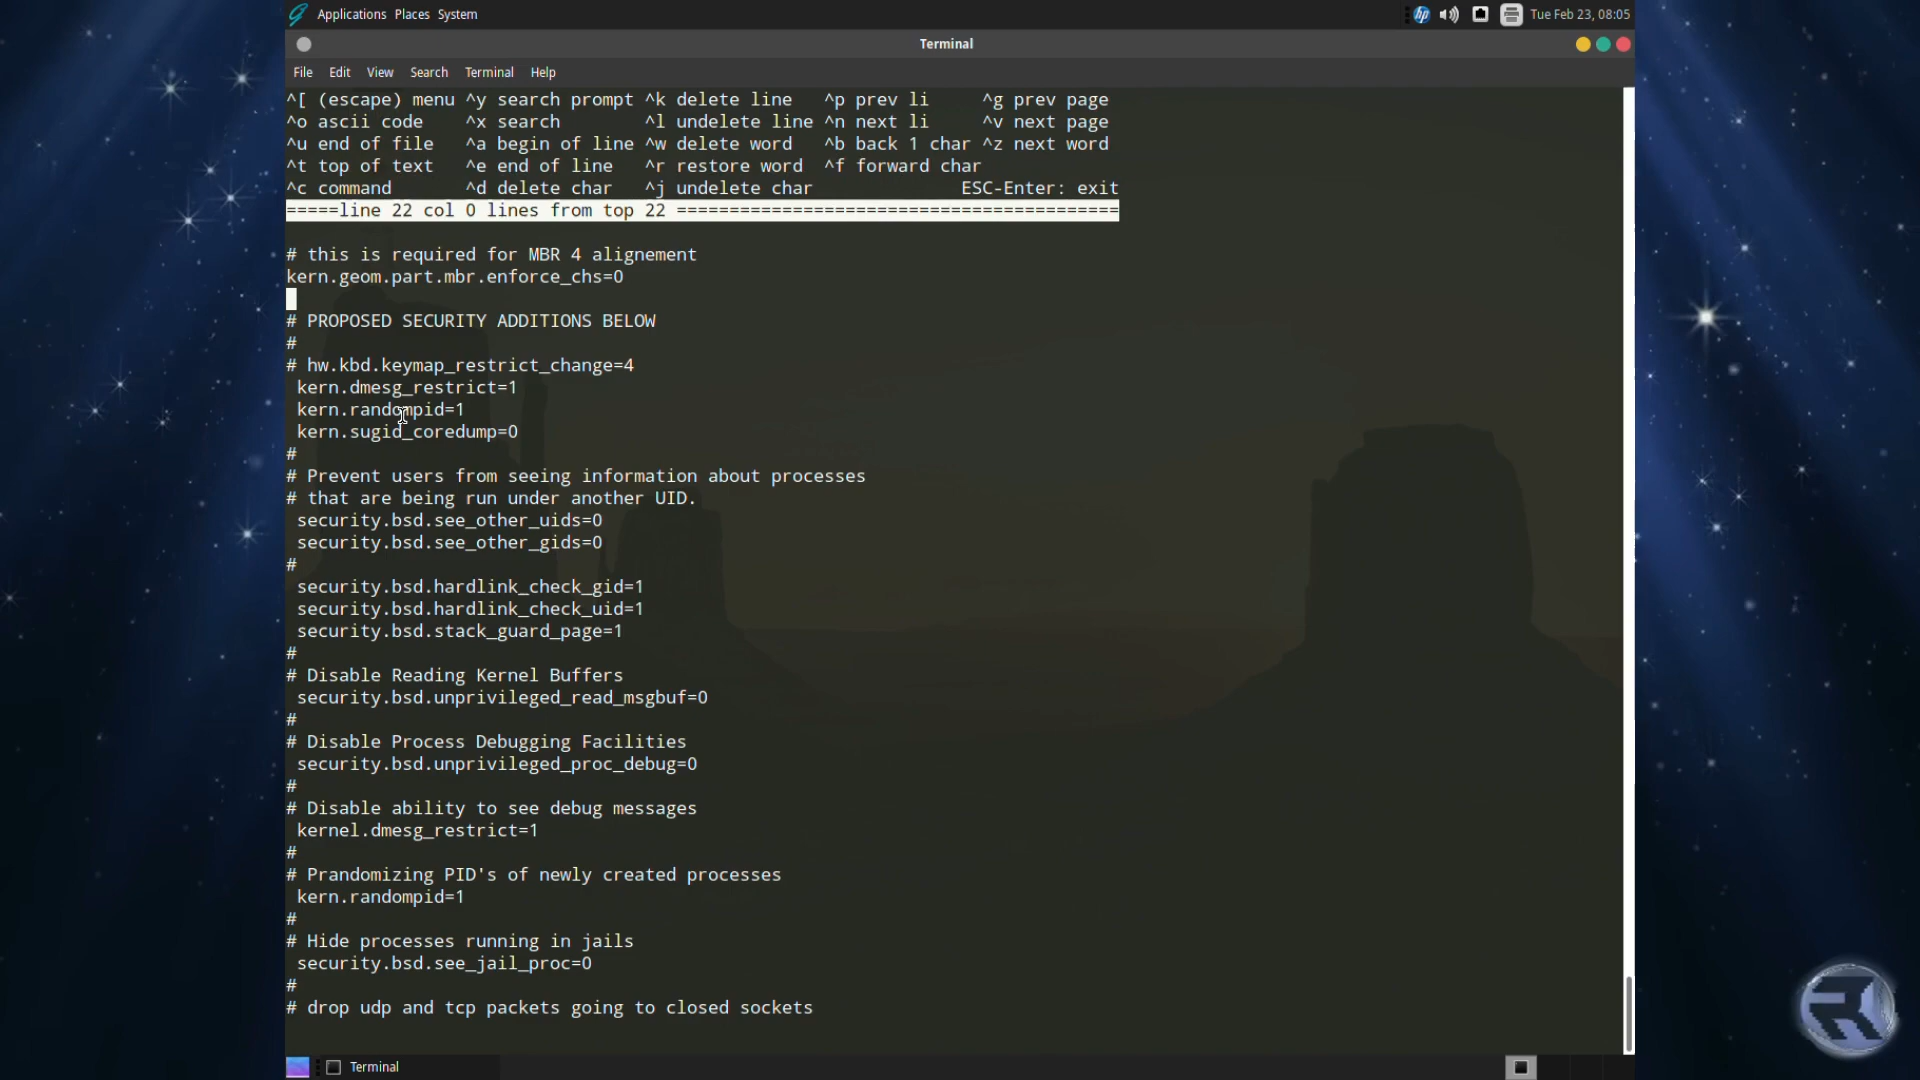 Applications Places System
hp
Tue Feb 23, 08:05
Terminal
File Edit View Search Terminal Help
^[ (escape) menu ^y search prompt ^k delete line ^p prev li ^g prev page
^o ascii code ^x search ^l undelete line ^n next li ^v next page
^u end of file ^a begin of line ^w delete word ^b back 1 char ^z next word
^t top of text ^e end of line ^r restore word ^f forward char
^c command ^d delete char ^j undelete char ESC-Enter: exit
=====line 22 col 0 lines from top 22 ==========================================
# this is required for MBR 4 alignement
kern.geom.part.mbr.enforce_chs=0
# PROPOSED SECURITY ADDITIONS BELOW
#
# hw.kbd.keymap_restrict_change=4
kern.dmesg_restrict=1
kern.randompid=1
kern.sugid_coredump=0
#
# Prevent users from seeing information about processes
# that are being run under another UID.
security.bsd.see_other_uids=0
security.bsd.see_other_gids=0
#
security.bsd.hardlink_check_gid=1
security.bsd.hardlink_check_uid=1
security.bsd.stack_guard_page=1
#
# Disable Reading Kernel Buffers
security.bsd.unprivileged_read_msgbuf=0
#
# Disable Process Debugging Facilities
security.bsd.unprivileged_proc_debug=0
#
# Disable ability to see debug messages
kernel.dmesg_restrict=1
#
# Prandomizing PID's of newly created processes
kern.randompid=1
#
# Hide processes running in jails
security.bsd.see_jail_proc=0
#
# drop udp and tcp packets going to closed sockets
Terminal